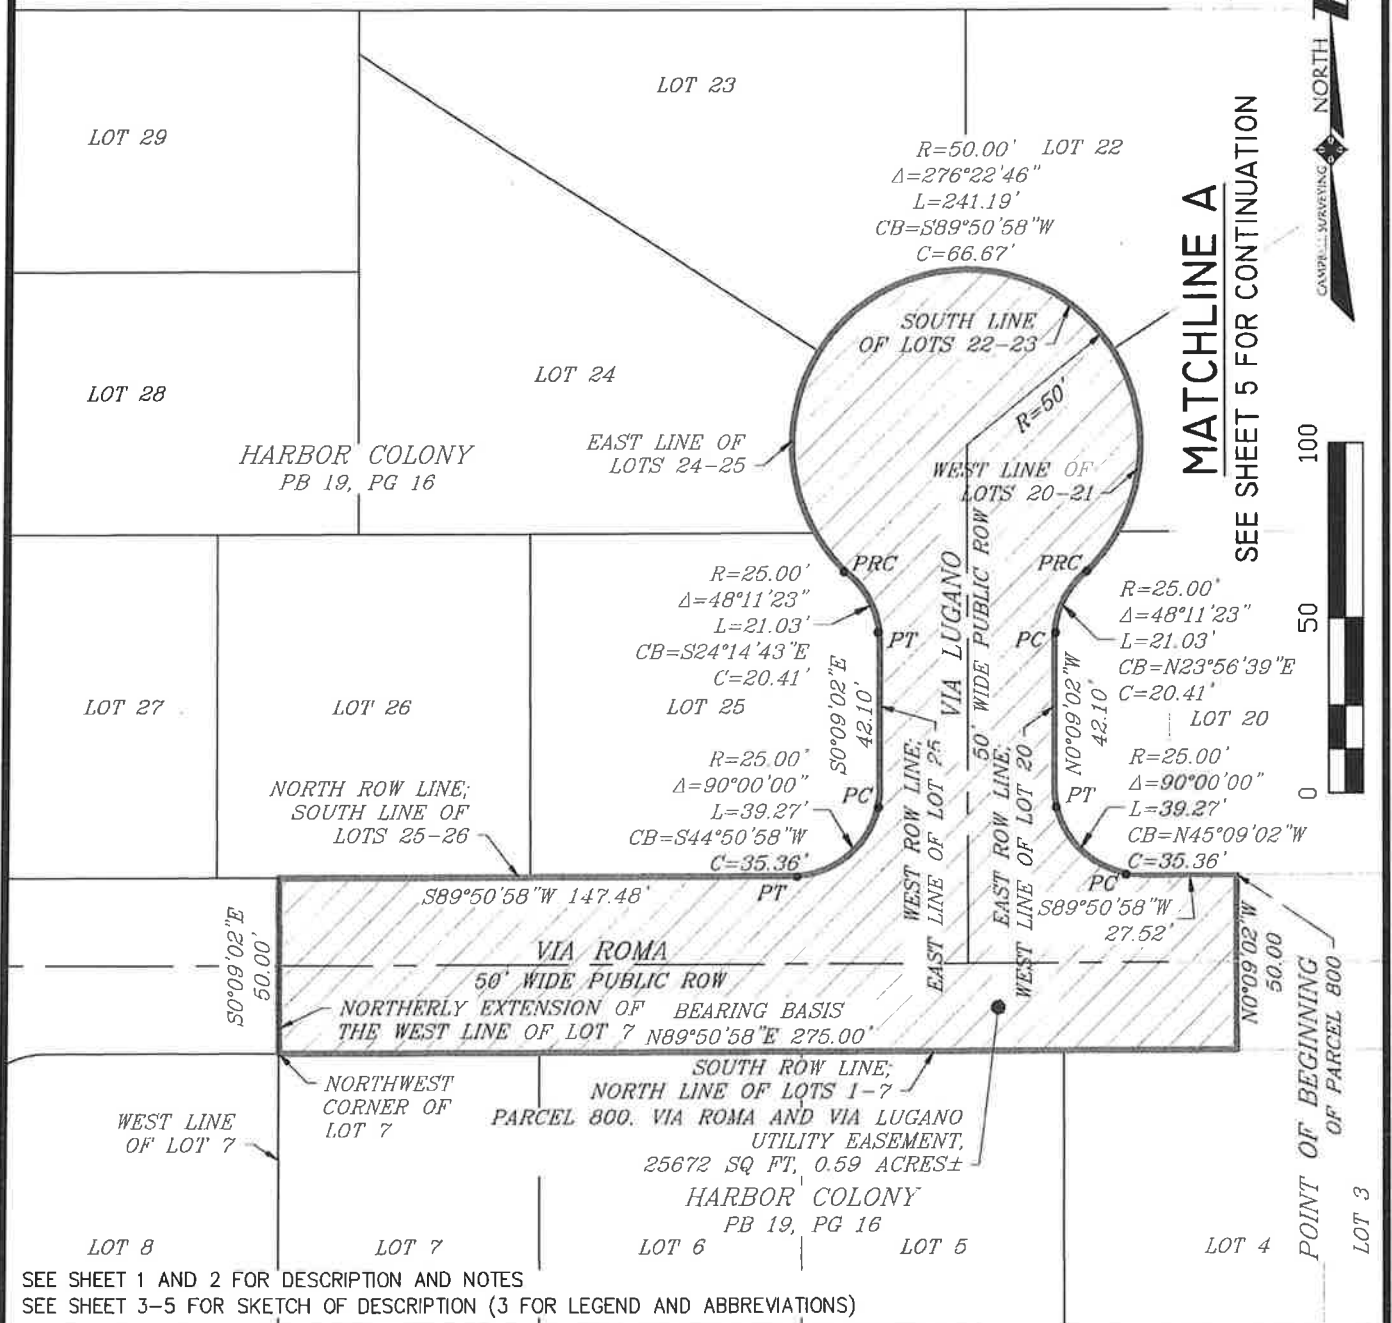 LOT 29
LOT 23
R=50.00'
LOT 22
Δ=276°22'46"
L=241.19'
CB=S89°50'58"W
C=66.67'
CAMPBELL SURVEYING
NORTH
MATCHLINE A
SEE SHEET 5 FOR CONTINUATION
SOUTH LINE
OF LOTS 22-23
LOT 28
LOT 24
R=50'
HARBOR COLONY
PB 19, PG 16
EAST LINE OF
LOTS 24-25
WEST LINE OF
LOTS 20-21
100
50
0
PRC
PRC
R=25.00'
Δ=48°11'23"
L=21.03'
CB=S24°14'43"E
C=20.41'
PT
PC
R=25.00'
Δ=48°11'23"
L=21.03'
CB=N23°56'39"E
C=20.41'
VIA LUGANO
50' WIDE PUBLIC ROW
S0°09'02"E
42.10'
N0°09'02"W
42.10'
LOT 27
LOT 26
LOT 25
LOT 20
NORTH ROW LINE;
SOUTH LINE OF
LOTS 25-26
R=25.00'
Δ=90°00'00"
L=39.27'
CB=S44°50'58"W
C=35.36'
PC
PT
WEST ROW LINE;
EAST LINE OF LOT 25
EAST ROW LINE;
WEST LINE OF LOT 20
PT
R=25.00'
Δ=90°00'00"
L=39.27'
CB=N45°09'02"W
C=35.36'
PC
S89°50'58"W 147.48'
S89°50'58"W
27.52'
S0°09'02"E
50.00'
VIA ROMA
50' WIDE PUBLIC ROW
N0°09'02"W
50.00
POINT OF BEGINNING
OF PARCEL 800
NORTHERLY EXTENSION OF
THE WEST LINE OF LOT 7
BEARING BASIS
N89°50'58"E 275.00'
NORTHWEST
CORNER OF
LOT 7
WEST LINE
OF LOT 7
SOUTH ROW LINE;
NORTH LINE OF LOTS 1-7
PARCEL 800. VIA ROMA AND VIA LUGANO
UTILITY EASEMENT,
25672 SQ FT, 0.59 ACRES±
HARBOR COLONY
PB 19, PG 16
LOT 8
LOT 7
LOT 6
LOT 5
LOT 4
LOT 3
SEE SHEET 1 AND 2 FOR DESCRIPTION AND NOTES
SEE SHEET 3-5 FOR SKETCH OF DESCRIPTION (3 FOR LEGEND AND ABBREVIATIONS)